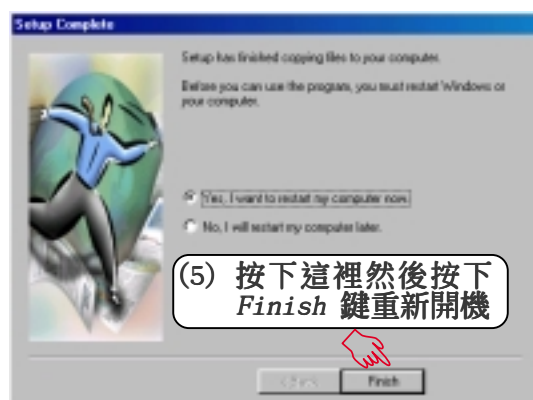 Setup Complete
Setup has finished copying files to your computer.
Before you can use the program, you must restart Windows or
your computer.
Yes, I want to restart my computer now.
No, I will restart my computer later.
(5) 按下這裡然後按下
Finish 鍵重新開機
< Back
Finish